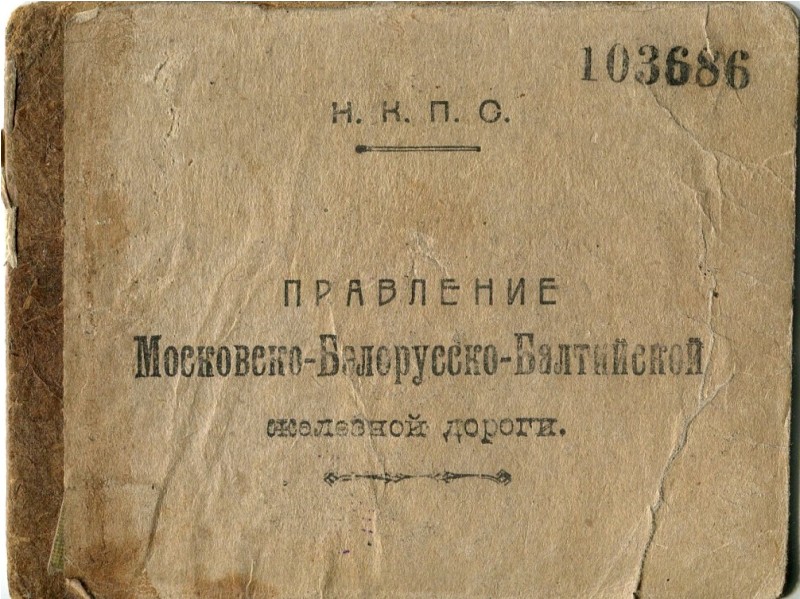 103686
Н. К. П. С.
ПРАВЛЕНИЕ
Московско-Белорусско-Балтийской
железной дороги.